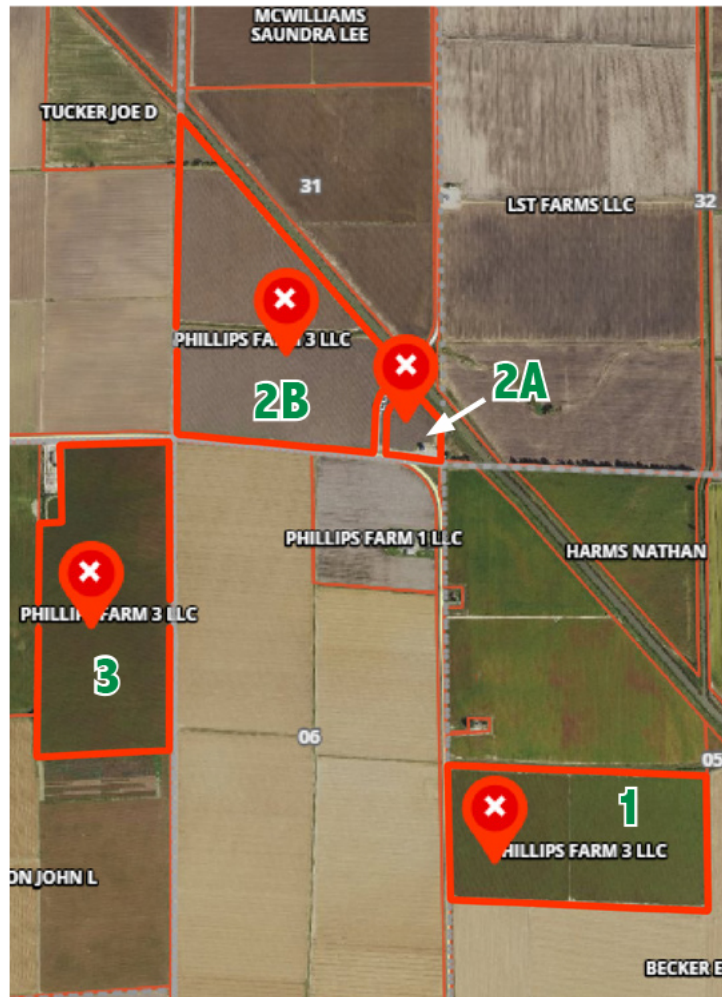 MCWILLIAMS
SAUNDRA LEE
TUCKER JOE D
31
LST FARMS LLC
32
PHILLIPS FARM 3 LLC
2B
2A
PHILLIPS FARM 1 LLC
HARMS NATHAN
PHILLIPS FARM 3 LLC
3
06
05
1
HILLIPS FARM 3 LLC
ON JOHN L
BECKER E